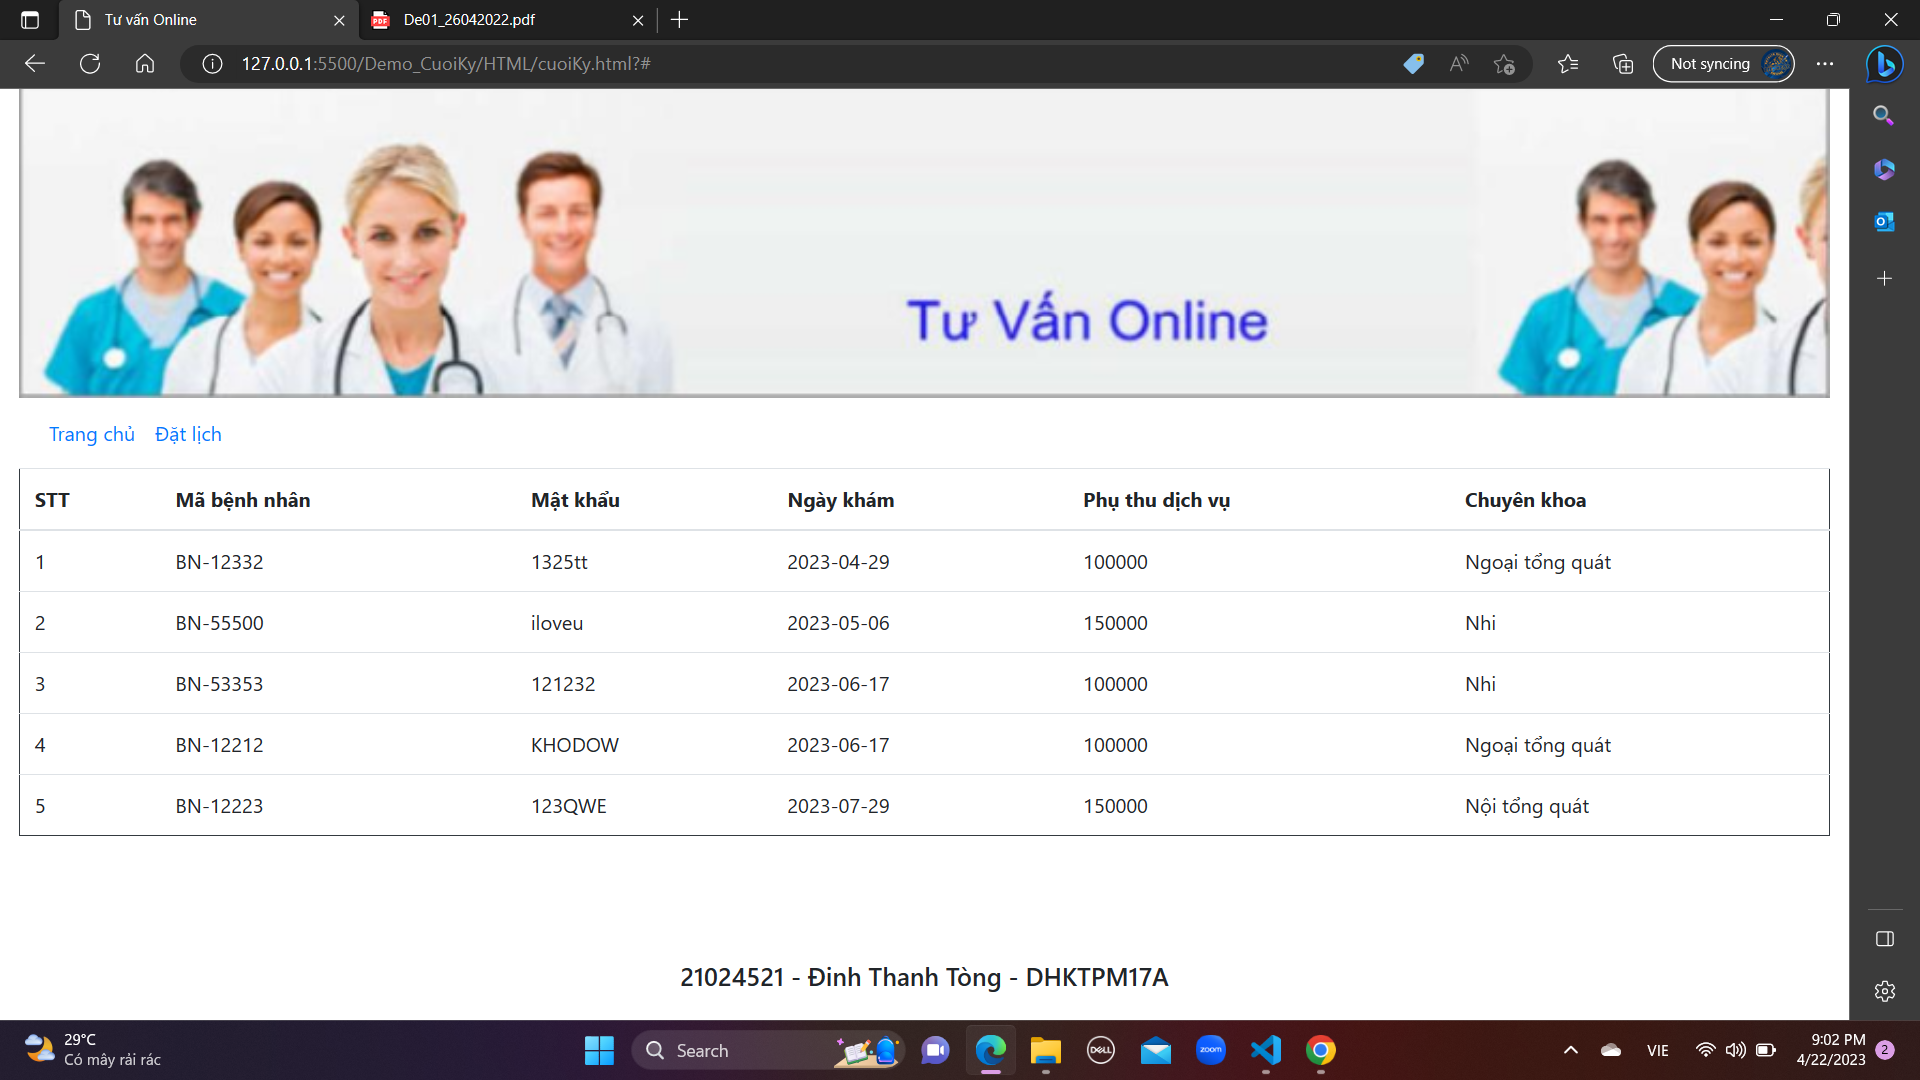 Tư vấn Online
De01_26042022.pdf
127.0.0.1:5500/Demo_CuoiKy/HTML/cuoiKy.html?#
Not syncing
Tư Vấn Online
Trang chủ Đặt lịch
STT Mã bệnh nhân Mật khẩu Ngày khám Phụ thu dịch vụ Chuyên khoa
1 BN-12332 1325tt 2023-04-29 100000 Ngoại tổng quát
2 BN-55500 iloveu 2023-05-06 150000 Nhi
3 BN-53353 121232 2023-06-17 100000 Nhi
4 BN-12212 KHODOW 2023-06-17 100000 Ngoại tổng quát
5 BN-12223 123QWE 2023-07-29 150000 Nội tổng quát
21024521 - Đinh Thanh Tòng - DHKTPM17A
29°C
Có mây rải rác
Search
DELL
zoom
VIE
9:02 PM
4/22/2023
2